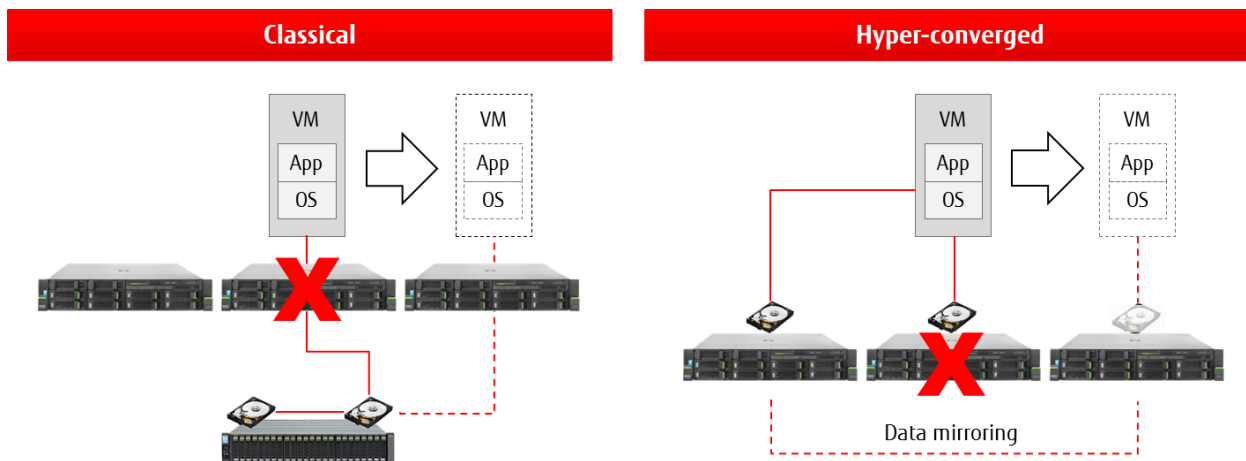 Classical
Hyper-converged
VM
App
OS
VM
App
OS
VM
App
OS
VM
App
OS
Data mirroring